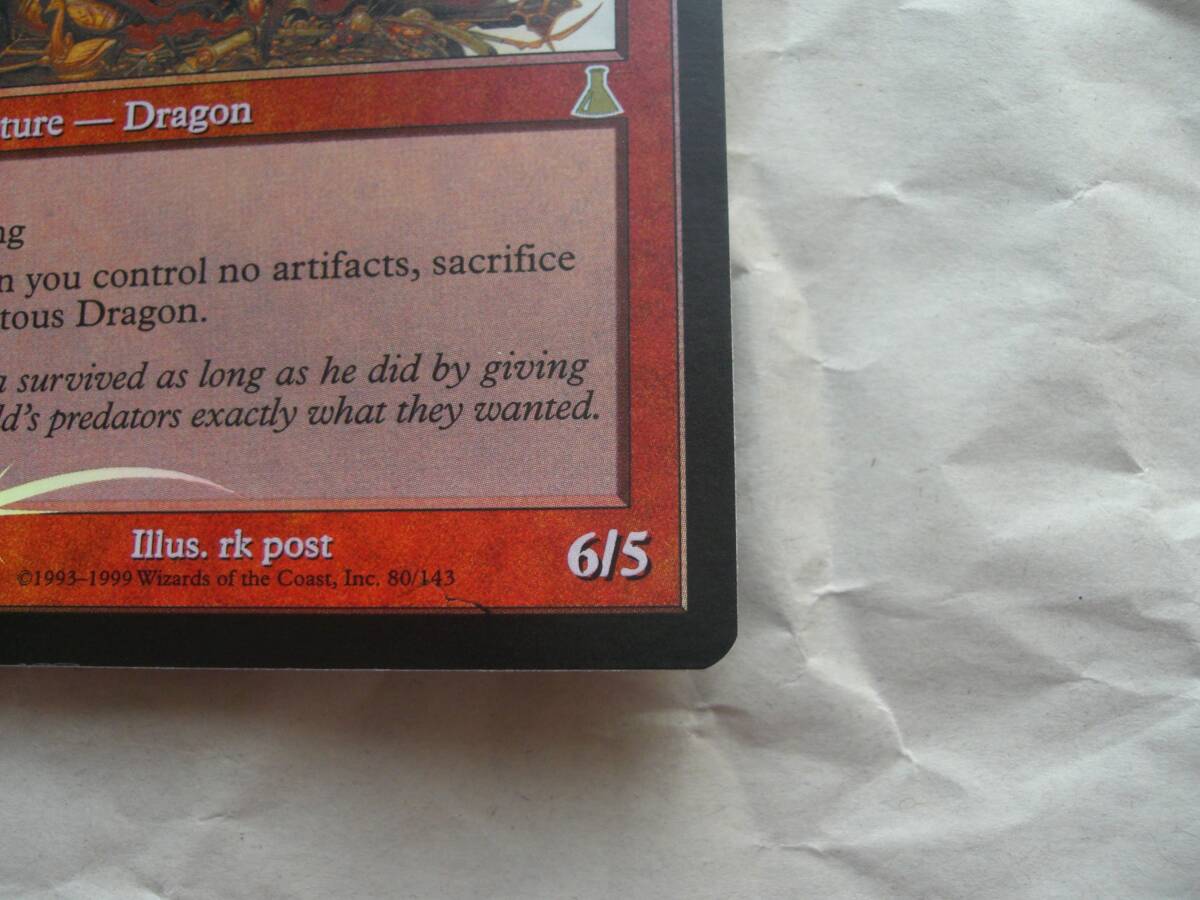 ture — Dragon
ng
n you control no artifacts, sacrifice
tous Dragon.
a survived as long as he did by giving
ld's predators exactly what they wanted.
Illus. rk post
6/5
©1993–1999 Wizards of the Coast, Inc. 80/143